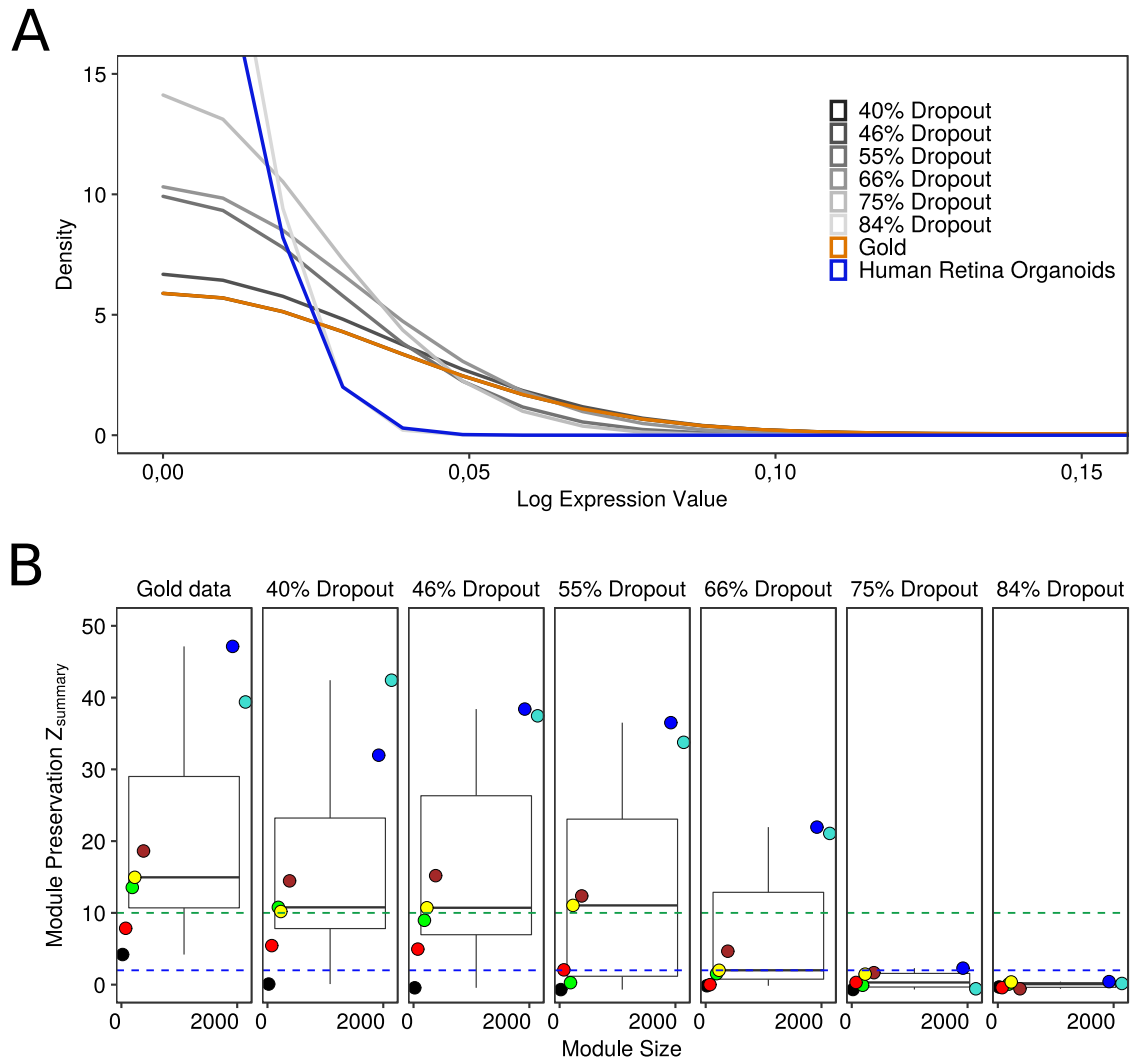 A
15
10
5
0
Density
0,00 0,05 0,10 0,15
Log Expression Value
40% Dropout
46% Dropout
55% Dropout
66% Dropout
75% Dropout
84% Dropout
Gold
Human Retina Organoids
B
Gold data 40% Dropout 46% Dropout 55% Dropout 66% Dropout 75% Dropout 84% Dropout
50
40
30
20
10
0
Module Preservation Zsummary
0 2000 0 2000 0 2000 0 2000 0 2000 0 2000 0 2000
Module Size